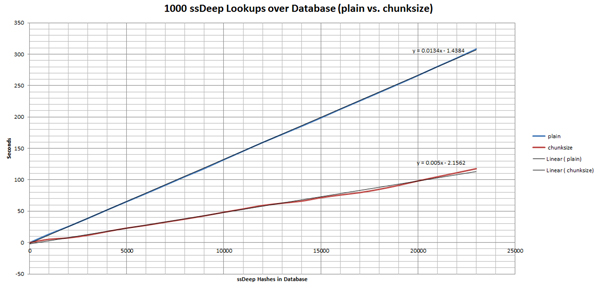 1000 ssDeep Lookups over Database (plain vs. chunksize)
350
300
250
200
150
100
50
0
-50
Seconds
y = 0.0134x - 1.4384
y = 0.005x - 2.1562
plain
chunksize
Linear ( plain)
Linear ( chunksize)
0
5000
10000
15000
20000
25000
ssDeep Hashes in Database